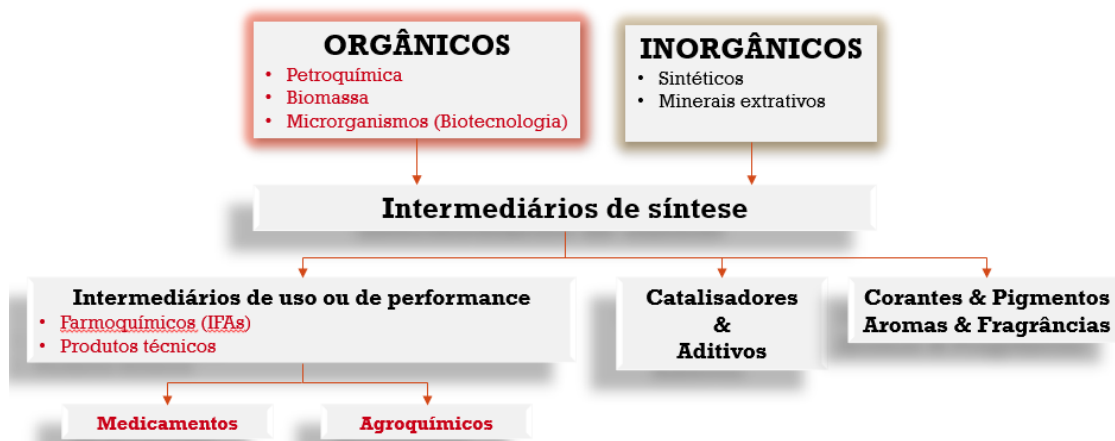 ORGÂNICOS
• Petroquímica
• Biomassa
• Microrganismos (Biotecnologia)
INORGÂNICOS
• Sintéticos
• Minerais extrativos
Intermediários de síntese
Intermediários de uso ou de performance
• Farmoquímicos (IFAs)
• Produtos técnicos
Catalisadores
&
Aditivos
Corantes & Pigmentos
Aromas & Fragrâncias
Medicamentos
Agroquímicos